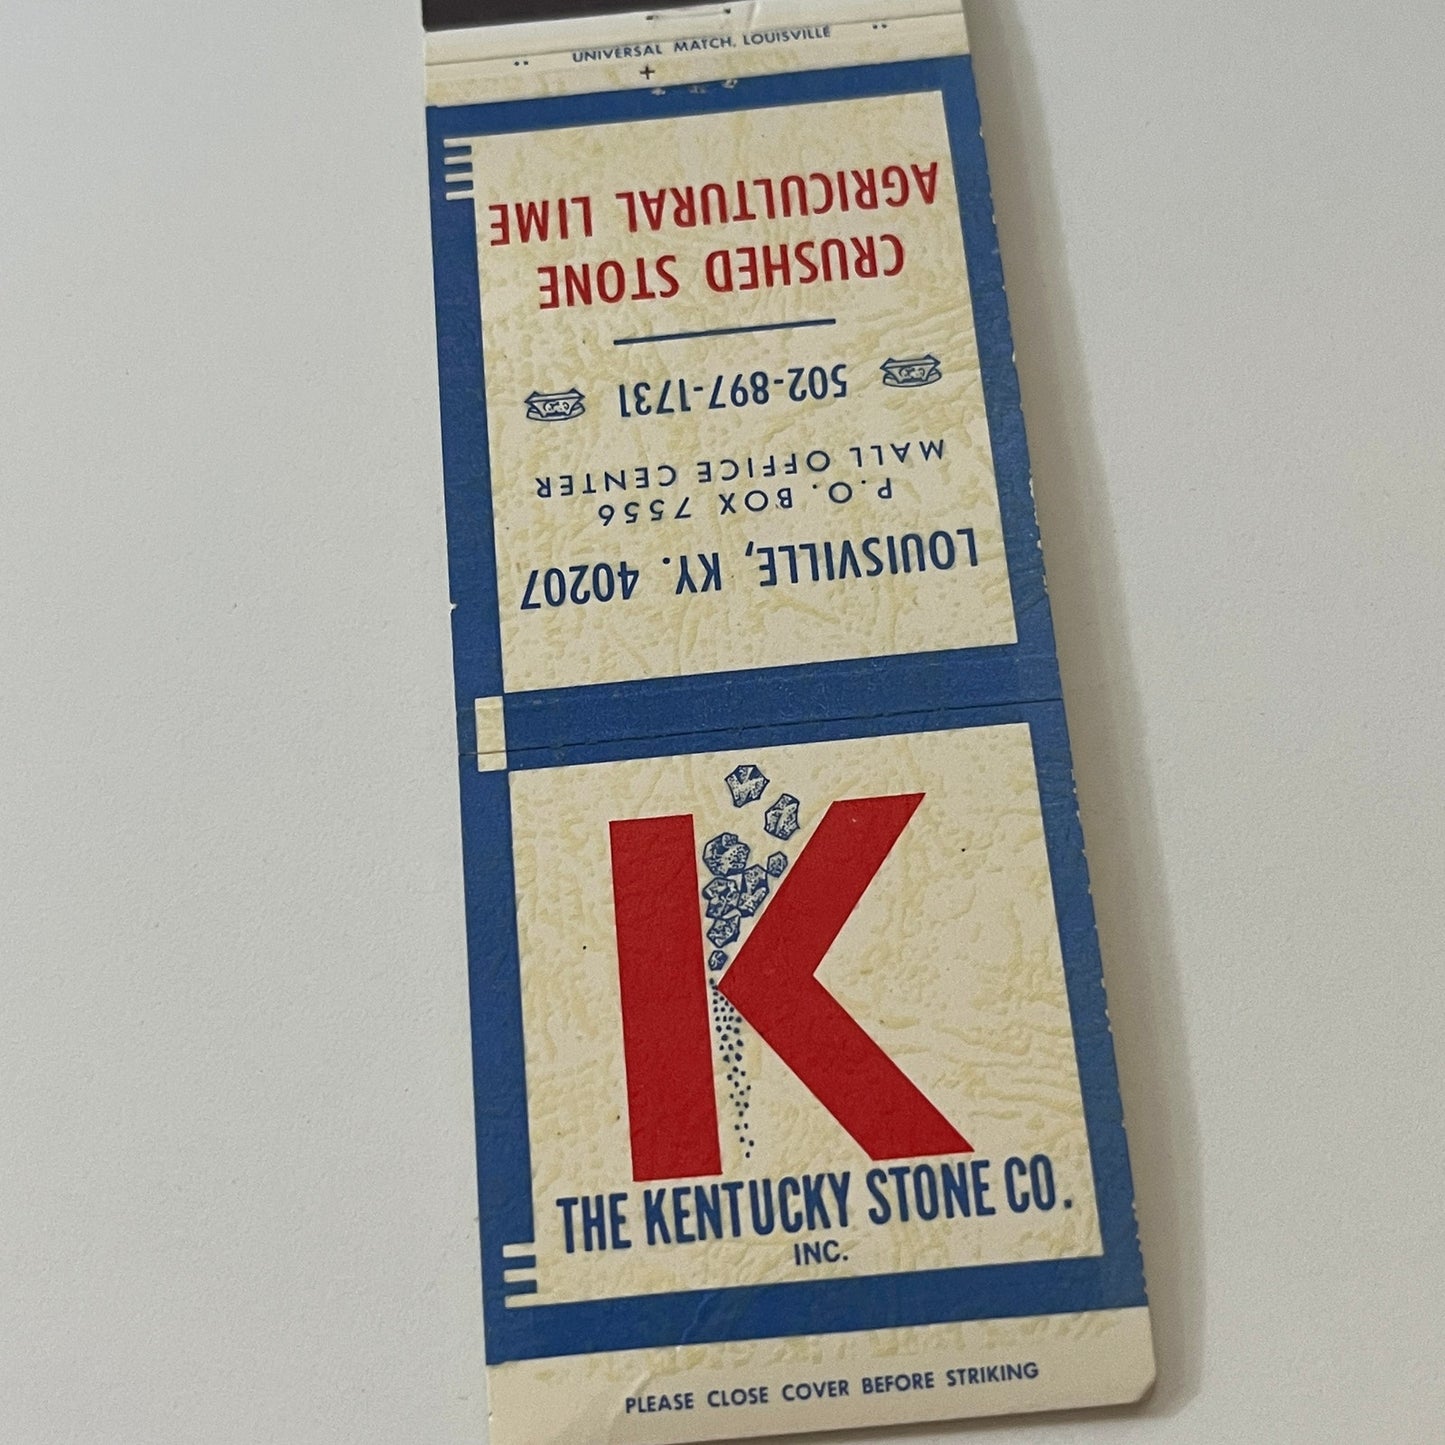 UNIVERSAL MATCH, LOUISVILLE
LOUISVILLE, KY. 40207
P.O. BOX 7556
MALL OFFICE CENTER
502-897-1731
CRUSHED STONE
AGRICULTURAL LIME
K
THE KENTUCKY STONE CO.
INC.
PLEASE CLOSE COVER BEFORE STRIKING